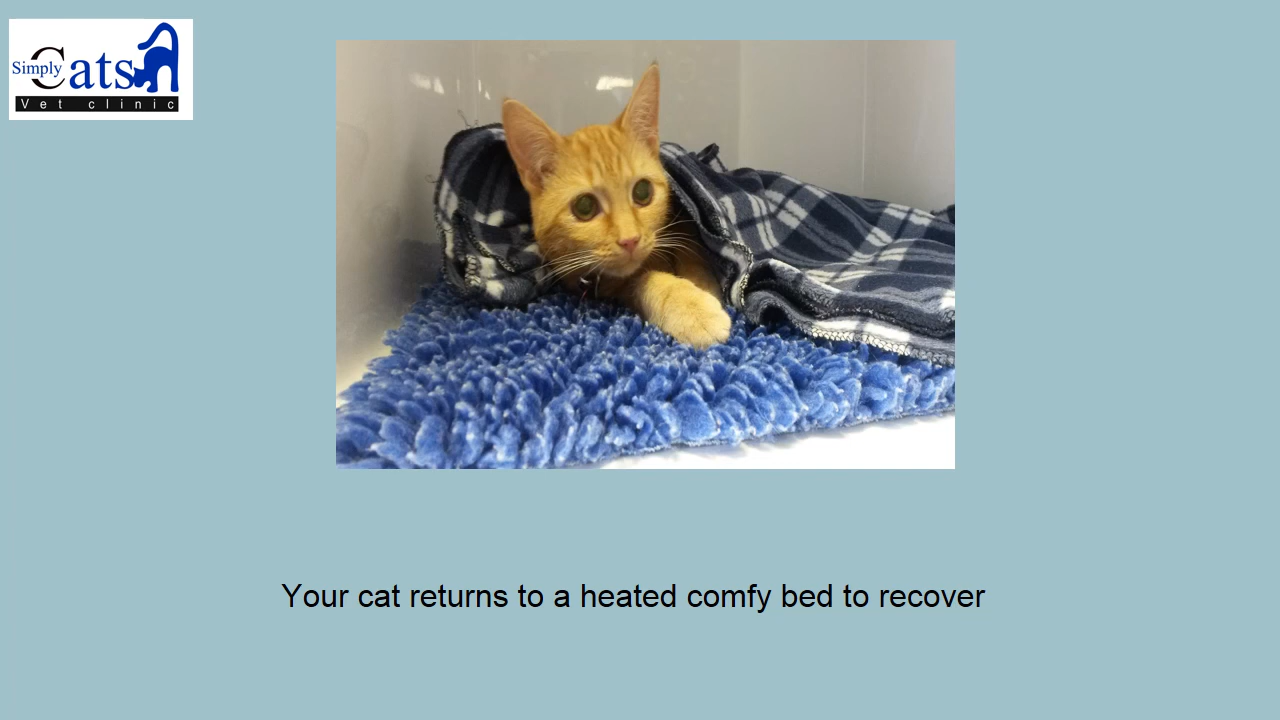 Simply Cats
Vet clinic
Your cat returns to a heated comfy bed to recover